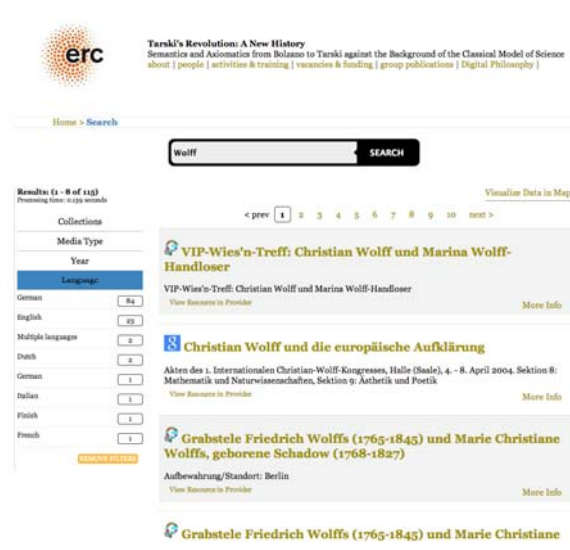 erc
Tarski's Revolution: A New History
Semantics and Axiomatics from Bolzano to Tarski against the Background of the Classical Model of Science
about | people | activities & training | vacancies & funding | group publications | Digital Philosophy |
Home > Search
Wolff
SEARCH
Results: (1 - 8 of 115)
Processing time: 0.139 seconds
Visualize Data in Map
< prev 1 2 3 4 5 6 7 8 9 10 next >
Collections
Media Type
Year
Language
German 84
English 23
Multiple languages 2
Dutch 2
German 1
Italian 1
Finish 1
French 1
REMOVE FILTERS
VIP-Wies'n-Treff: Christian Wolff und Marina Wolff-
Handloser
VIP-Wies'n-Treff: Christian Wolff und Marina Wolff-Handloser
View Resource in Provider
More Info
Christian Wolff und die europäische Aufklärung
Akten des 1. Internationalen Christian-Wolff-Kongresses, Halle (Saale), 4. - 8. April 2004. Sektion 8:
Mathematik und Naturwissenschaften, Sektion 9: Ästhetik und Poetik
View Resource in Provider
More Info
Grabstele Friedrich Wolffs (1765-1845) und Marie Christiane
Wolffs, geborene Schadow (1768-1827)
Aufbewahrung/Standort: Berlin
View Resource in Provider
More Info
Grabstele Friedrich Wolffs (1765-1845) und Marie Christiane